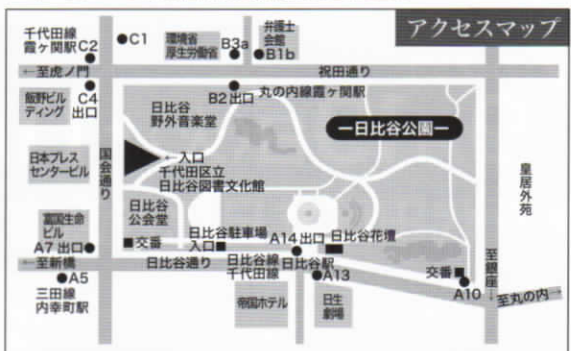 アクセスマップ
千代田線
霞ヶ関駅
C2
C1
環境省
厚生労働省
B3a
弁護士
会館
B1b
←至虎ノ門
祝田通り
飯野ビル
ディング
C4
出口
B2出口
丸の内線霞ヶ関駅
日比谷
野外音楽堂
ー日比谷公園ー
日本プレス
センタービル
国会通り
←入口
千代田区立
日比谷図書文化館
皇居外苑
日比谷
公会堂
富国生命
ビル
A7出口
交番
日比谷駐車場
入口
A14出口
日比谷花壇
←至新橋
日比谷通り
日比谷線
千代田線
日比谷駅
A13
交番
A10
至銀座→
至丸の内→
A5
三田線
内幸町駅
帝国ホテル
日生
劇場